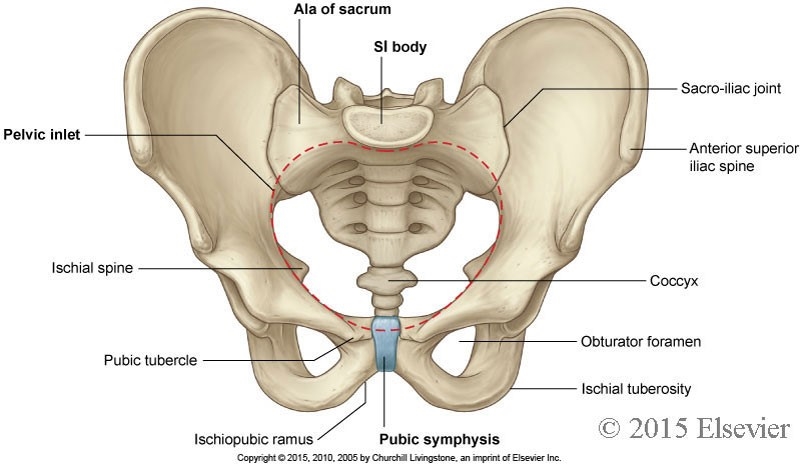 Ala of sacrum
SI body
Sacro-iliac joint
Pelvic inlet
Anterior superior
iliac spine
Ischial spine
Coccyx
Obturator foramen
Pubic tubercle
Ischial tuberosity
© 2015 Elsevier
Ischiopubic ramus
Pubic symphysis
Copyright © 2015, 2010, 2005 by Churchill Livingstone, an imprint of Elsevier Inc.